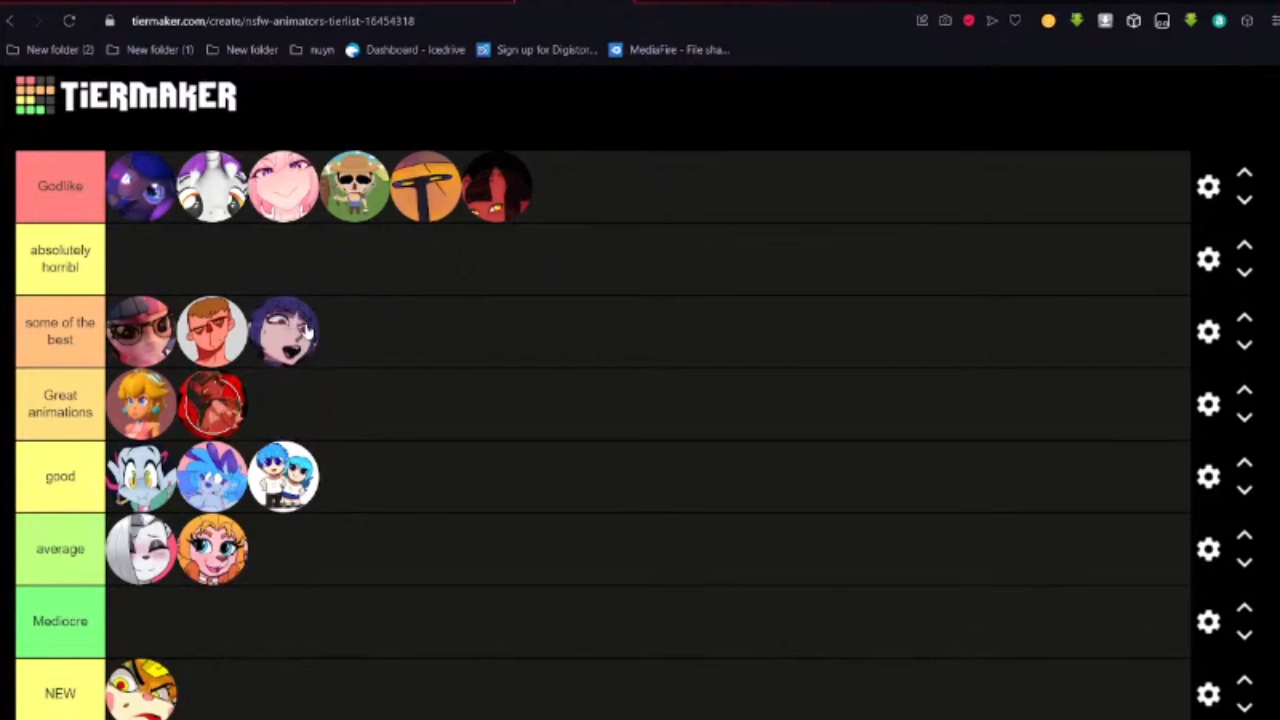 tiermaker.com/create/nsfw-animators-tierlist-16454318
New folder (2) New folder (1) New folder nuyn Dashboard - Icedrive Sign up for Digistor... MediaFire - File sha...
TiERMAKER
Godlike
absolutely
horribl
some of the
best
Great
animations
good
average
Mediocre
NEW